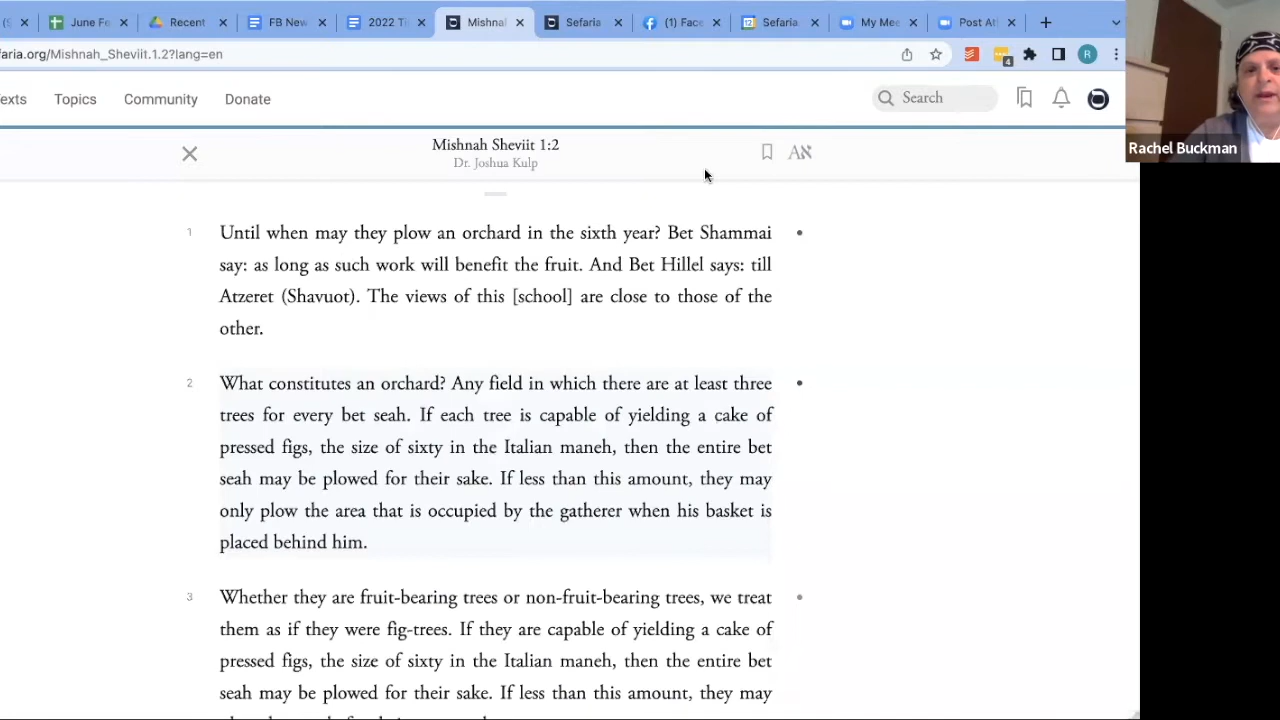 June Fe
Recent
FB New
2022 Ti
Mishnal
Sefaria
(1) Face
Sefaria
My Mee
Post At
faria.org/Mishnah_Sheviit.1.2?lang=en
4
R
exts Topics Community Donate
Search
Mishnah Sheviit 1:2
Dr. Joshua Kulp
Aא
Rachel Buckman
1 Until when may they plow an orchard in the sixth year? Bet Shammai
say: as long as such work will benefit the fruit. And Bet Hillel says: till
Atzeret (Shavuot). The views of this [school] are close to those of the
other.
2 What constitutes an orchard? Any field in which there are at least three
trees for every bet seah. If each tree is capable of yielding a cake of
pressed figs, the size of sixty in the Italian maneh, then the entire bet
seah may be plowed for their sake. If less than this amount, they may
only plow the area that is occupied by the gatherer when his basket is
placed behind him.
3 Whether they are fruit-bearing trees or non-fruit-bearing trees, we treat
them as if they were fig-trees. If they are capable of yielding a cake of
pressed figs, the size of sixty in the Italian maneh, then the entire bet
seah may be plowed for their sake. If less than this amount, they may